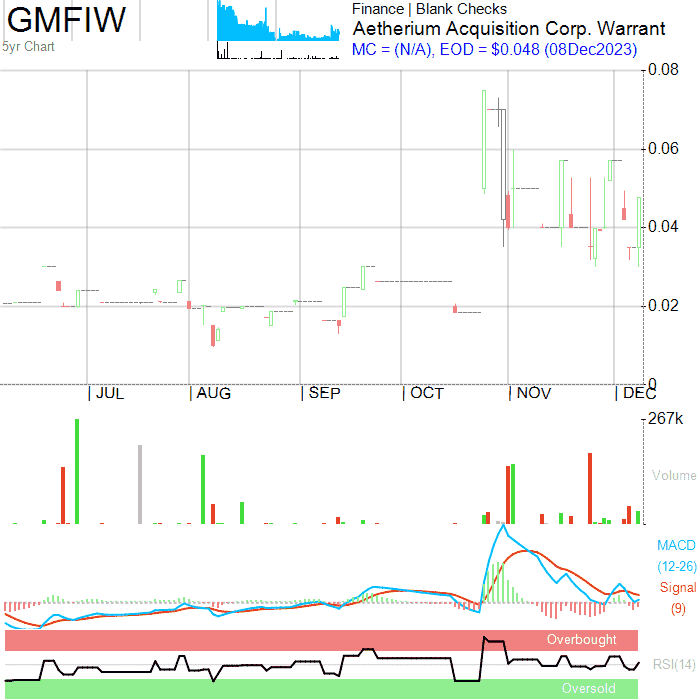 GMFIW
5yr Chart
Finance | Blank Checks
Aetherium Acquisition Corp. Warrant
MC = (N/A), EOD = $0.048 (08Dec2023)
0.08
0.06
0.04
0.02
0
JUL AUG SEP OCT NOV DEC
267k
Volume
MACD
(12-26)
Signal
(9)
Overbought
RSI(14)
Oversold